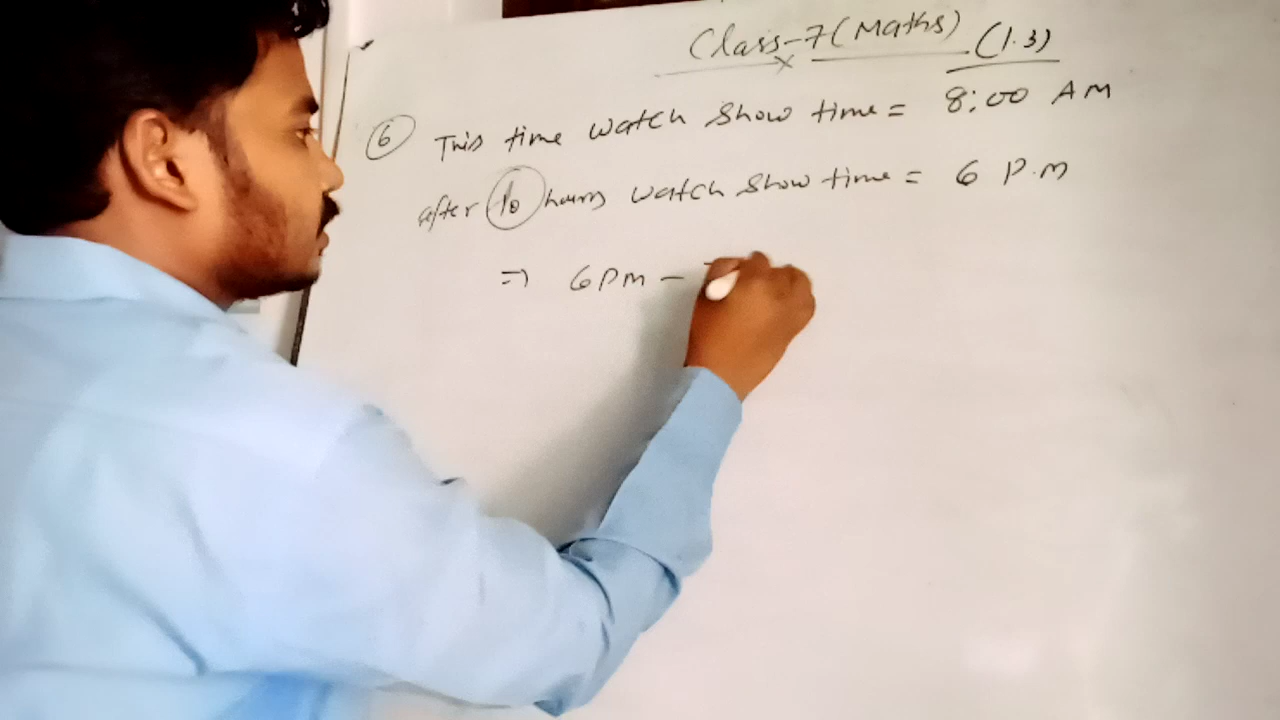 Class-7 (Maths) (1.3)
6 This time watch show time = 8:00 AM
after 10 hours watch show time = 6 P.M
⇒ 6PM -